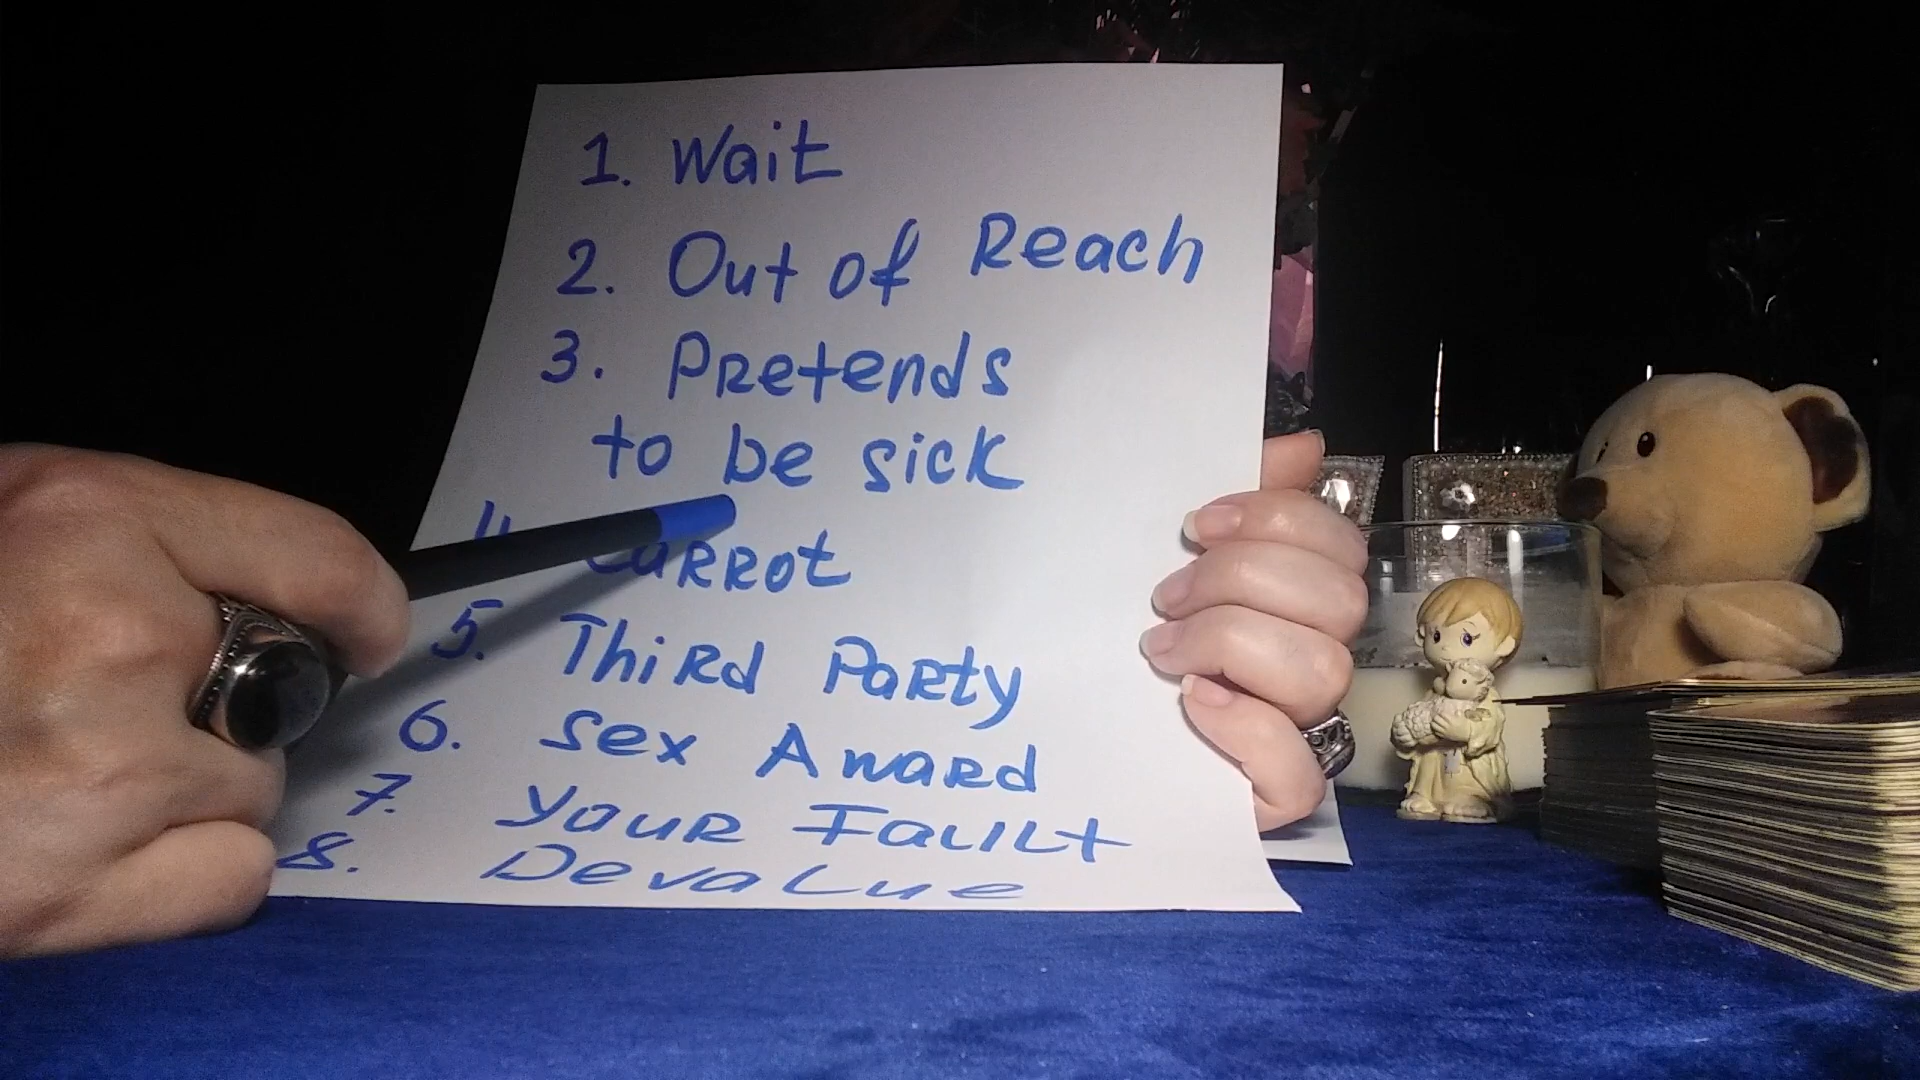 1. Wait
2. Out of Reach
3. Pretends
to be sick
4. Carrot
5. Third Party
6. Sex Award
7. Your Fault
8. Devalue